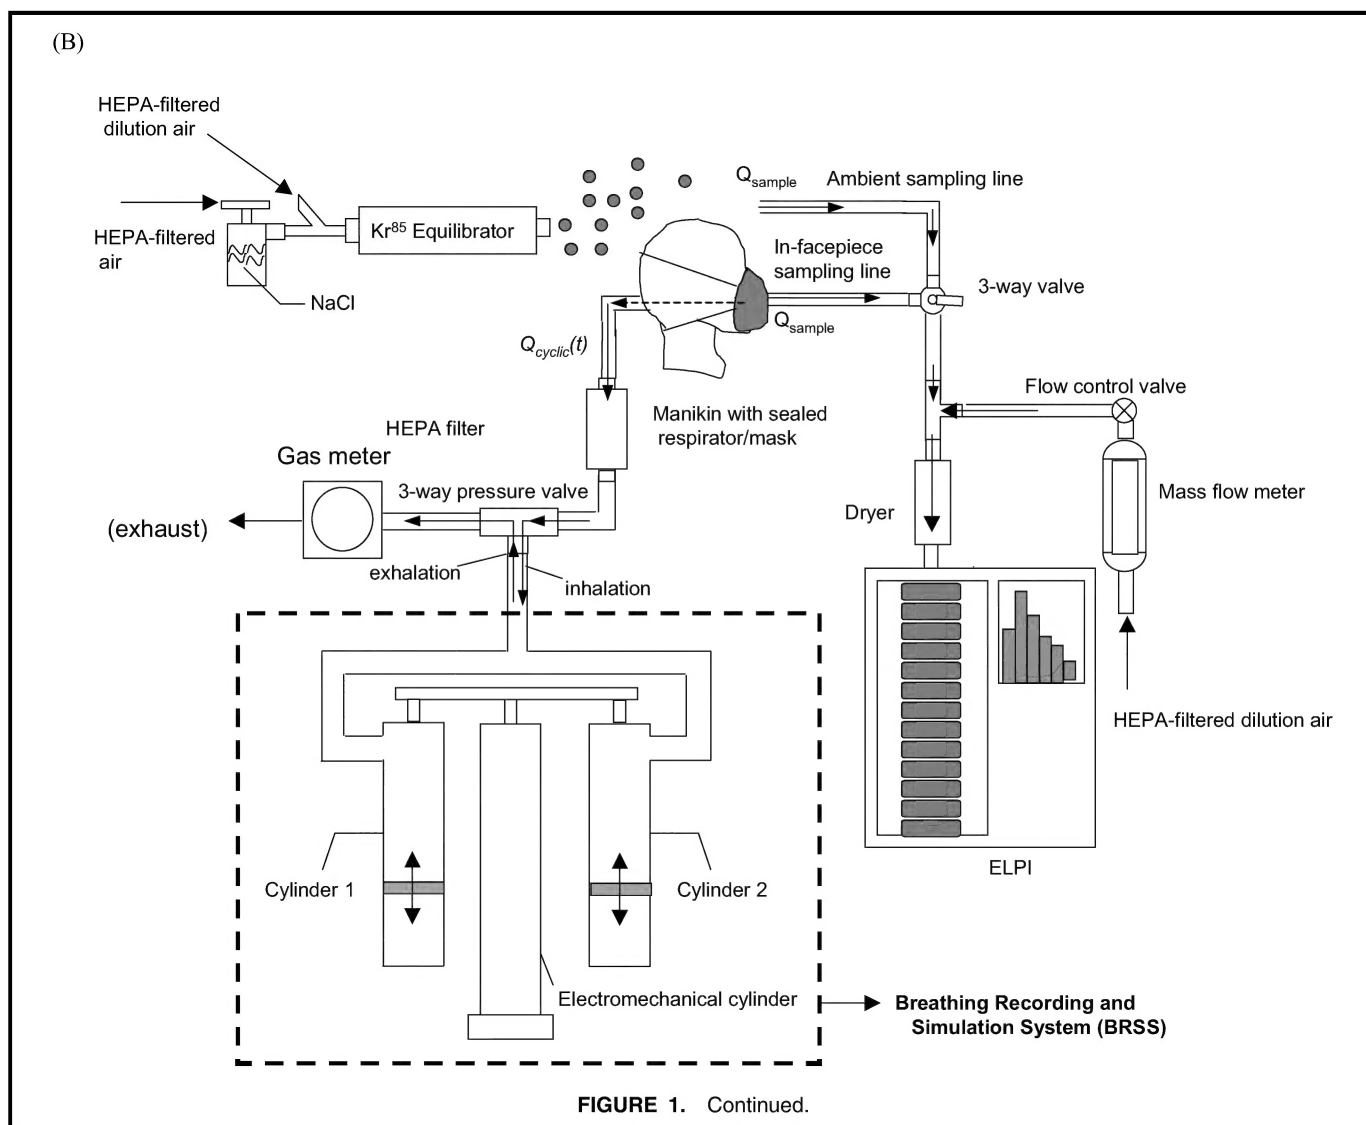 (B)
HEPA-filtered
dilution air
HEPA-filtered
air
Kr85 Equilibrator
NaCl
Qsample
Ambient sampling line
In-facepiece
sampling line
3-way valve
Qsample
Qcyclic(t)
Flow control valve
Manikin with sealed
respirator/mask
HEPA filter
Gas meter
3-way pressure valve
Mass flow meter
Dryer
(exhaust)
exhalation
inhalation
HEPA-filtered dilution air
ELPI
Cylinder 1
Cylinder 2
Electromechanical cylinder
Breathing Recording and
Simulation System (BRSS)
FIGURE 1. Continued.